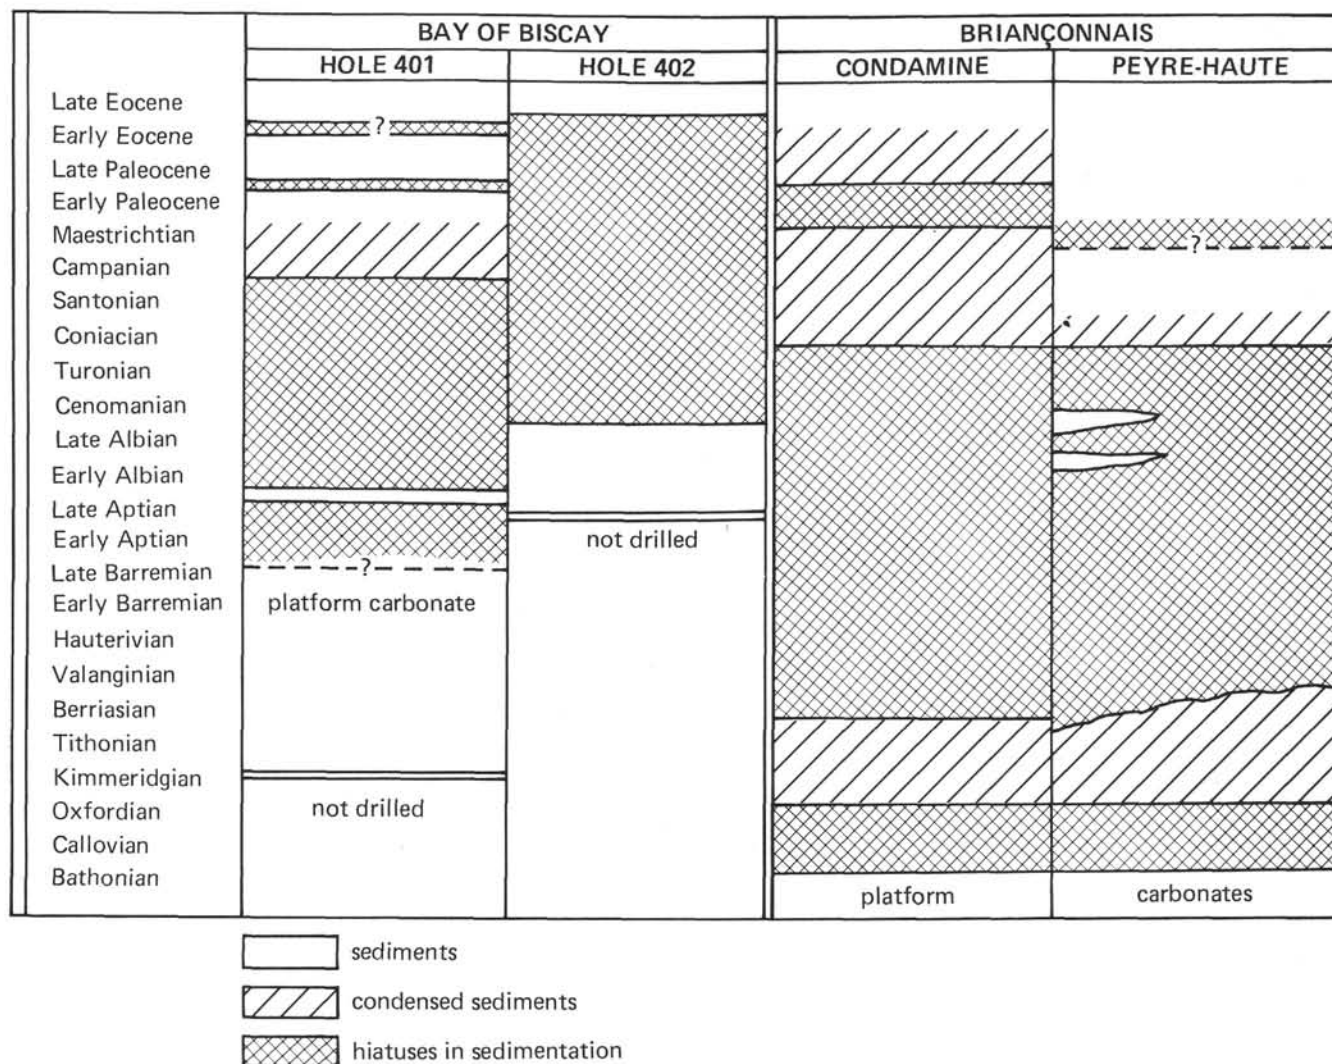 BAY OF BISCAY BRIANÇONNAIS
HOLE 401 HOLE 402 CONDAMINE PEYRE-HAUTE
Late Eocene
?
Early Eocene
Late Paleocene
Early Paleocene
Maestrichtian
?
Campanian
Santonian
Coniacian
Turonian
Cenomanian
Late Albian
Early Albian
Late Aptian
Early Aptian not drilled
Late Barremian ?
Early Barremian platform carbonate
Hauterivian
Valanginian
Berriasian
Tithonian
Kimmeridgian
Oxfordian not drilled
Callovian
Bathonian
platform carbonates
sediments
condensed sediments
hiatuses in sedimentation